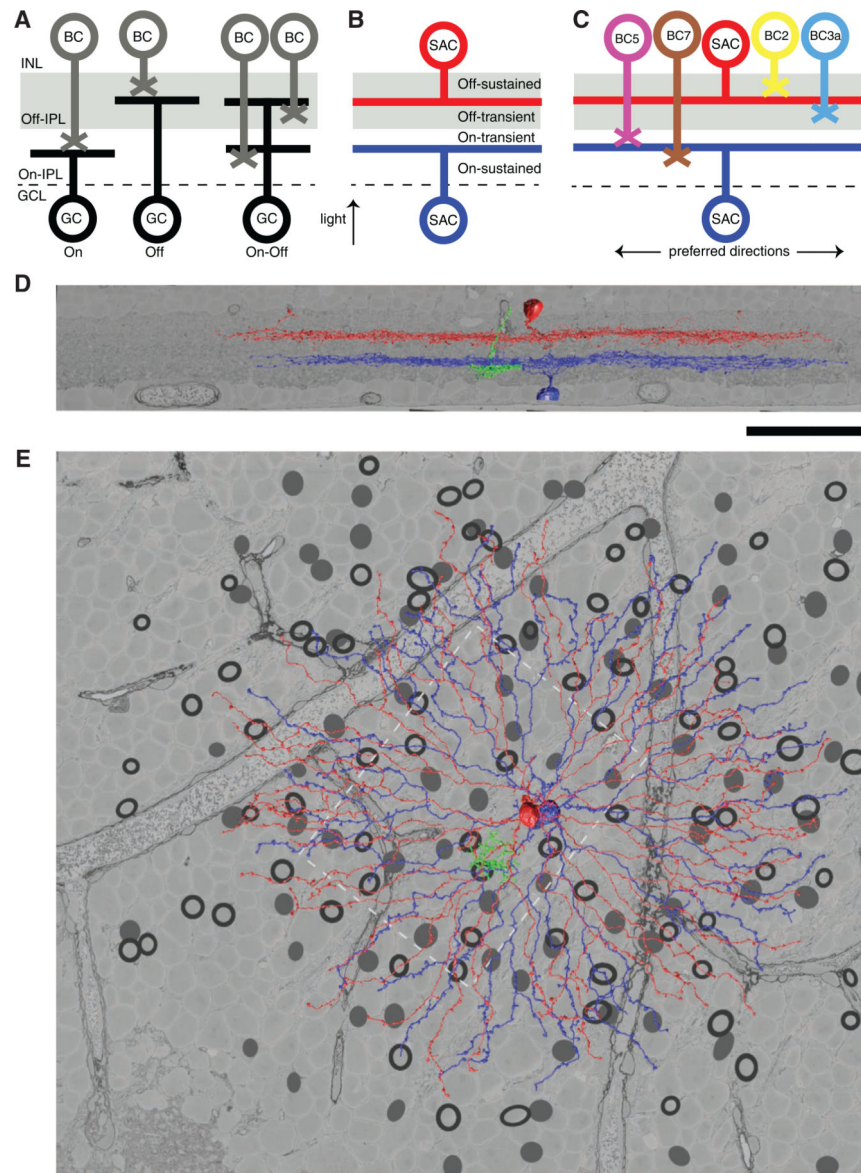 A
BC
BC
BC
BC
INL
Off-IPL
On-IPL
GCL
GC
GC
GC
On
Off
On-Off
B
SAC
Off-sustained
Off-transient
On-transient
On-sustained
light
SAC
C
BC5
BC7
SAC
BC2
BC3a
SAC
preferred directions
D
E